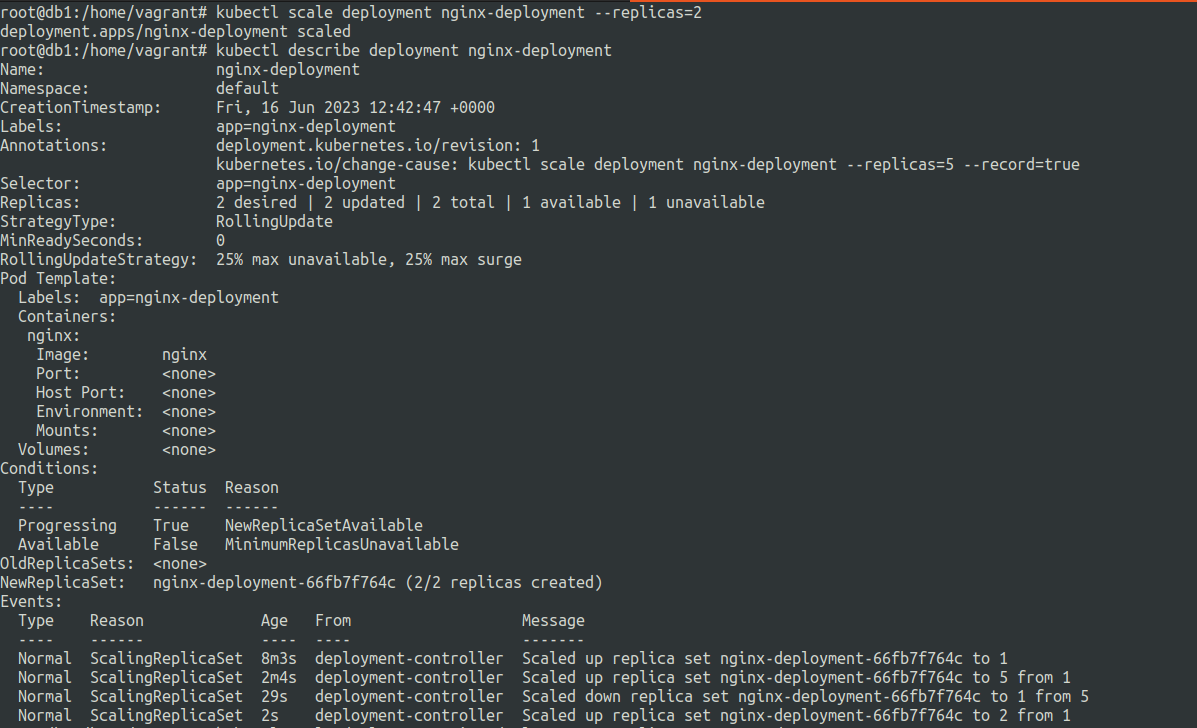 root@db1:/home/vagrant# kubectl scale deployment nginx-deployment --replicas=2
deployment.apps/nginx-deployment scaled
root@db1:/home/vagrant# kubectl describe deployment nginx-deployment
Name:                   nginx-deployment
Namespace:              default
CreationTimestamp:      Fri, 16 Jun 2023 12:42:47 +0000
Labels:                 app=nginx-deployment
Annotations:            deployment.kubernetes.io/revision: 1
                        kubernetes.io/change-cause: kubectl scale deployment nginx-deployment --replicas=5 --record=true
Selector:               app=nginx-deployment
Replicas:               2 desired | 2 updated | 2 total | 1 available | 1 unavailable
StrategyType:           RollingUpdate
MinReadySeconds:        0
RollingUpdateStrategy:  25% max unavailable, 25% max surge
Pod Template:
  Labels:  app=nginx-deployment
  Containers:
   nginx:
    Image:        nginx
    Port:         <none>
    Host Port:    <none>
    Environment:  <none>
    Mounts:       <none>
  Volumes:        <none>
Conditions:
  Type           Status  Reason
  ----           ------  ------
  Progressing    True    NewReplicaSetAvailable
  Available      False   MinimumReplicasUnavailable
OldReplicaSets:  <none>
NewReplicaSet:   nginx-deployment-66fb7f764c (2/2 replicas created)
Events:
  Type    Reason             Age   From                   Message
  ----    ------             ----  ----                   -------
  Normal  ScalingReplicaSet  8m3s  deployment-controller  Scaled up replica set nginx-deployment-66fb7f764c to 1
  Normal  ScalingReplicaSet  2m4s  deployment-controller  Scaled up replica set nginx-deployment-66fb7f764c to 5 from 1
  Normal  ScalingReplicaSet  29s   deployment-controller  Scaled down replica set nginx-deployment-66fb7f764c to 1 from 5
  Normal  ScalingReplicaSet  2s    deployment-controller  Scaled up replica set nginx-deployment-66fb7f764c to 2 from 1